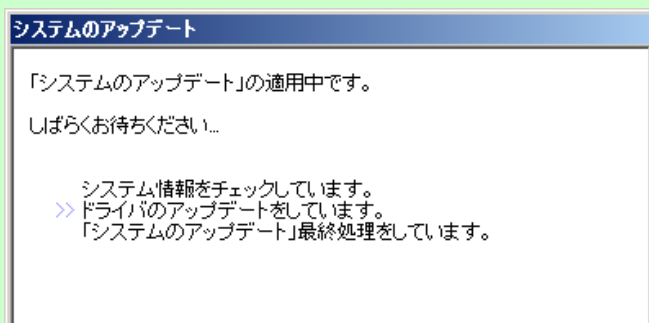 システムのアップデート
「システムのアップデート」の適用中です。
しばらくお待ちください...
システム情報をチェックしています。
>> ドライバのアップデートをしています。
「システムのアップデート」最終処理をしています。